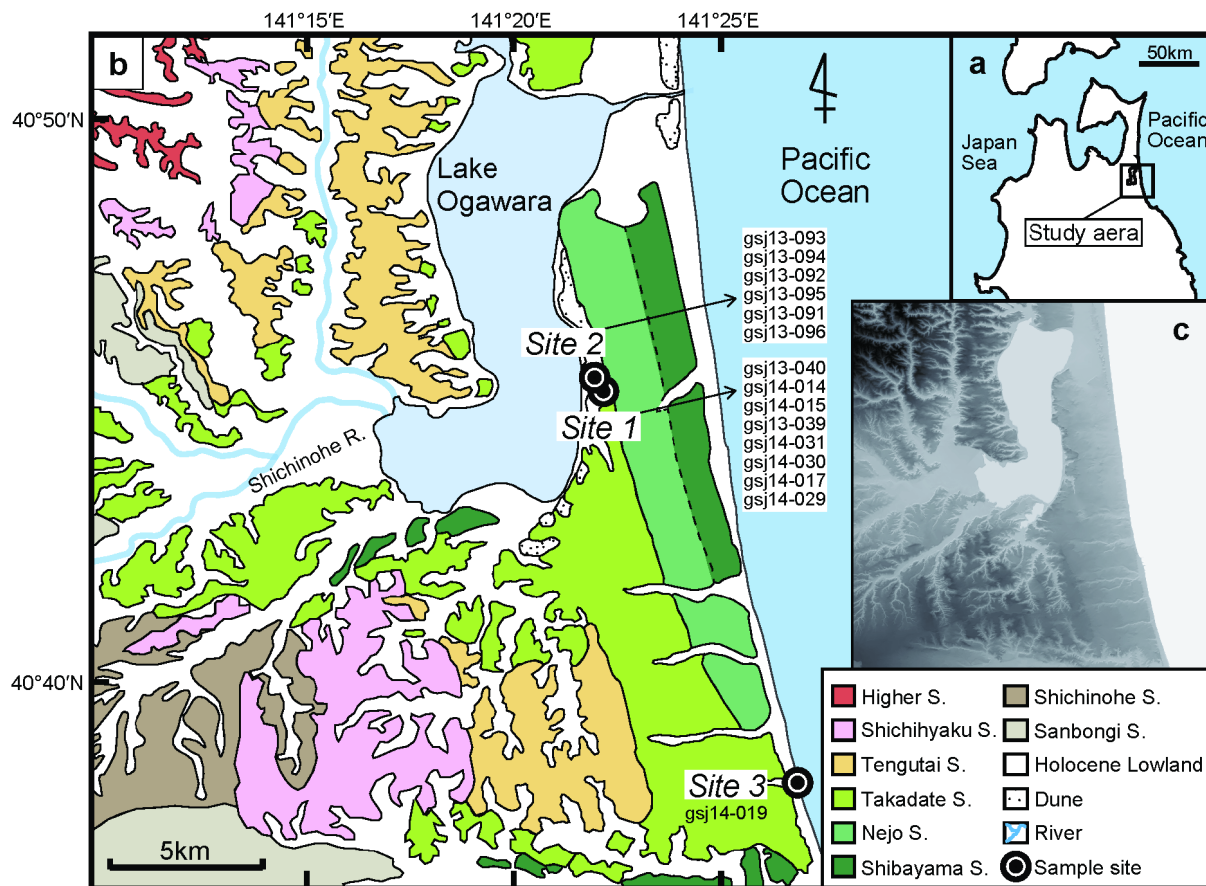 141°15′E
141°20′E
141°25′E
b
40°50′N
40°40′N
Lake
Ogawara
Pacific
Ocean
Shichinohe R.
Site 2
Site 1
gsj13-093
gsj13-094
gsj13-092
gsj13-095
gsj13-091
gsj13-096
gsj13-040
gsj14-014
gsj14-015
gsj13-039
gsj14-031
gsj14-030
gsj14-017
gsj14-029
Site 3
gsj14-019
5km
a
50km
Japan
Sea
Pacific
Ocean
Study aera
c
Higher S.
Shichihyaku S.
Tengutai S.
Takadate S.
Nejo S.
Shibayama S.
Shichinohe S.
Sanbongi S.
Holocene Lowland
Dune
River
Sample site